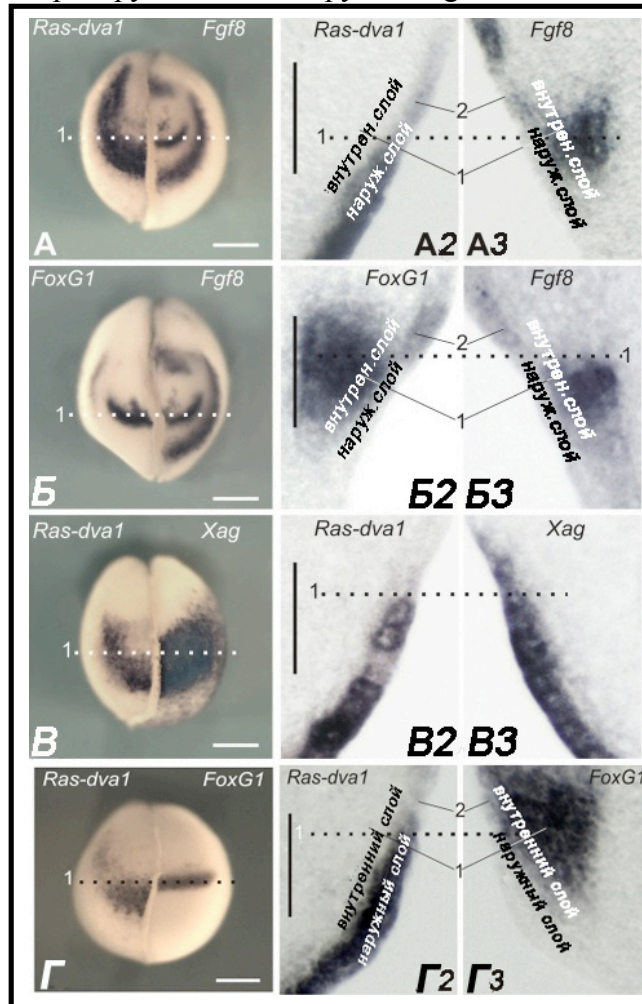 Ras-dva1 Fgf8 Ras-dva1 Fgf8
внутрен.слой
наруж.слой
2
внутрен.слой
наруж.слой
1
1
1
А А2 А3
FoxG1 Fgf8 FoxG1 Fgf8
внутрен.слой
наруж.слой
2
внутрен.слой
наруж.слой
1
1
1
Б Б2 Б3
Ras-dva1 Xag Ras-dva1 Xag
1
1
В В2 В3
Ras-dva1 FoxG1 Ras-dva1 FoxG1
внутренний слой
наружный слой
2
внутренний слой
наружный слой
1
1
1
Г Г2 Г3